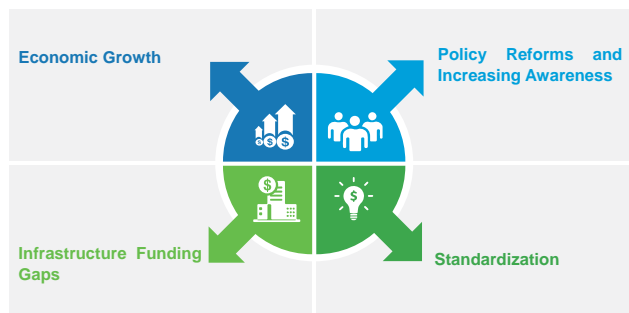 Economic Growth
Policy Reforms and
Increasing Awareness
Infrastructure Funding
Gaps
Standardization
$ $ $
$
$